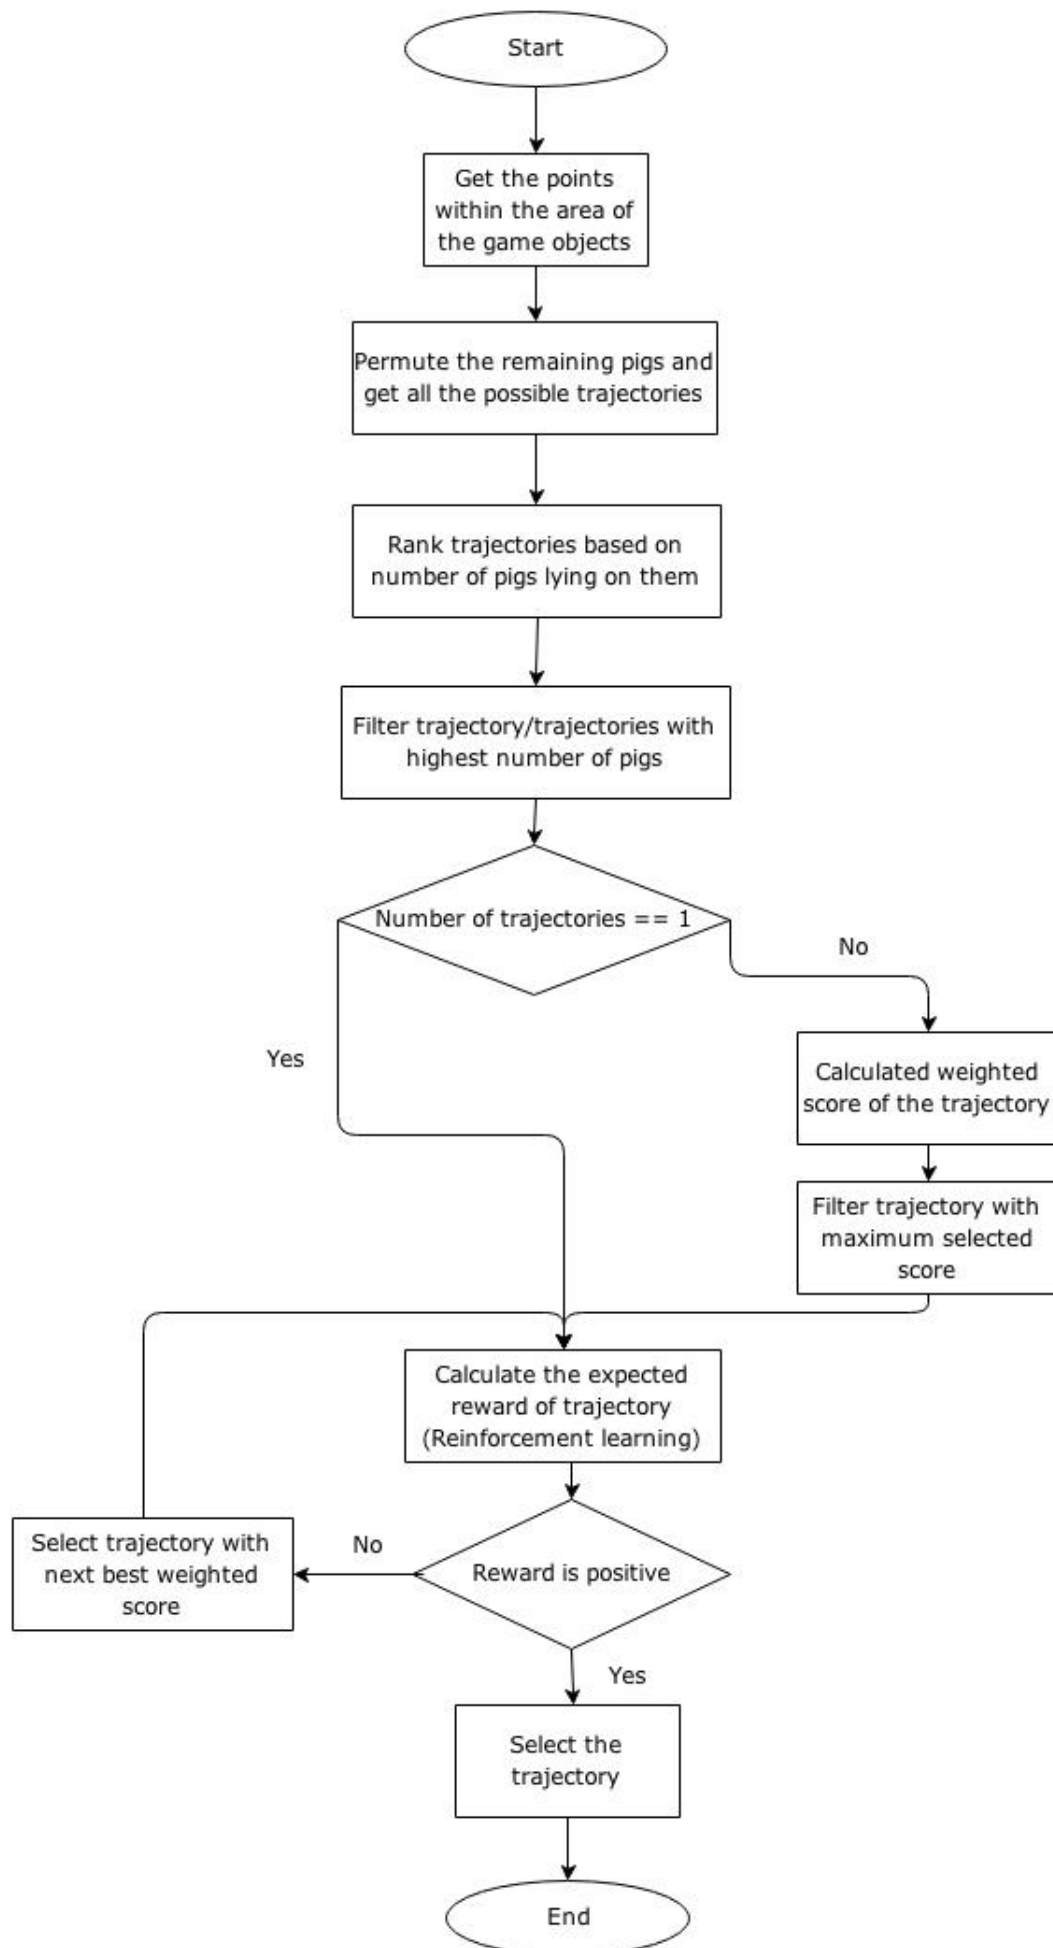 Start
Get the points
within the area of
the game objects
Permute the remaining pigs and
get all the possible trajectories
Rank trajectories based on
number of pigs lying on them
Filter trajectory/trajectories with
highest number of pigs
Number of trajectories == 1
No
Yes
Calculated weighted
score of the trajectory
Filter trajectory with
maximum selected
score
Calculate the expected
reward of trajectory
(Reinforcement learning)
Select trajectory with
next best weighted
score
No
Reward is positive
Yes
Select the
trajectory
End